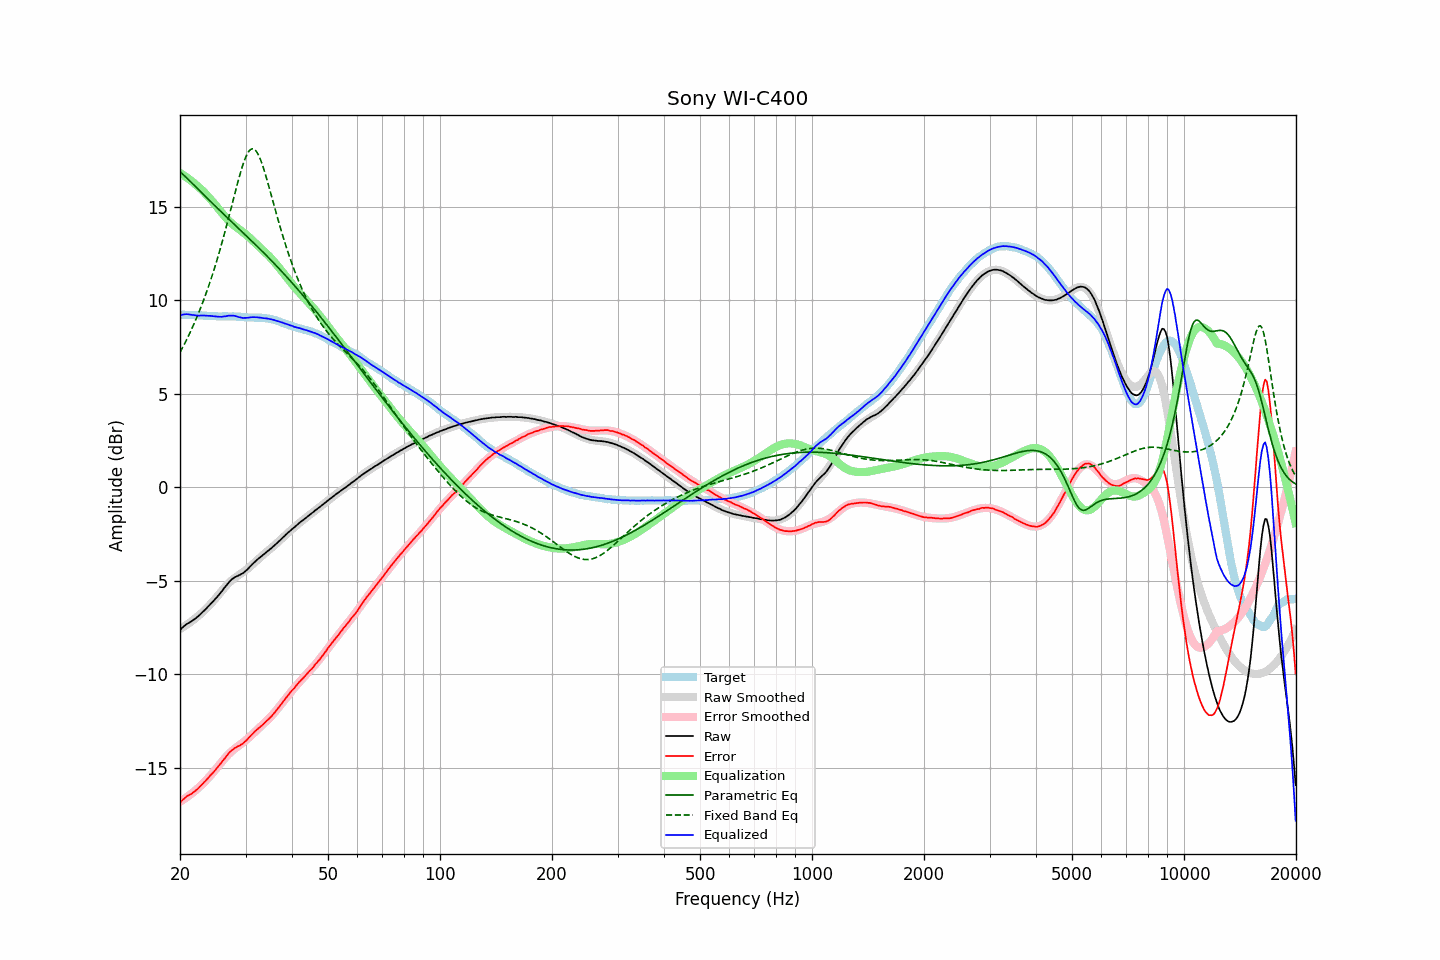 Sony WI-C400
Amplitude (dBr)
15
10
5
0
−5
−10
−15
Target
Raw Smoothed
Error Smoothed
Raw
Error
Equalization
Parametric Eq
Fixed Band Eq
Equalized
20 50 100 200 500 1000 2000 5000 10000 20000
Frequency (Hz)